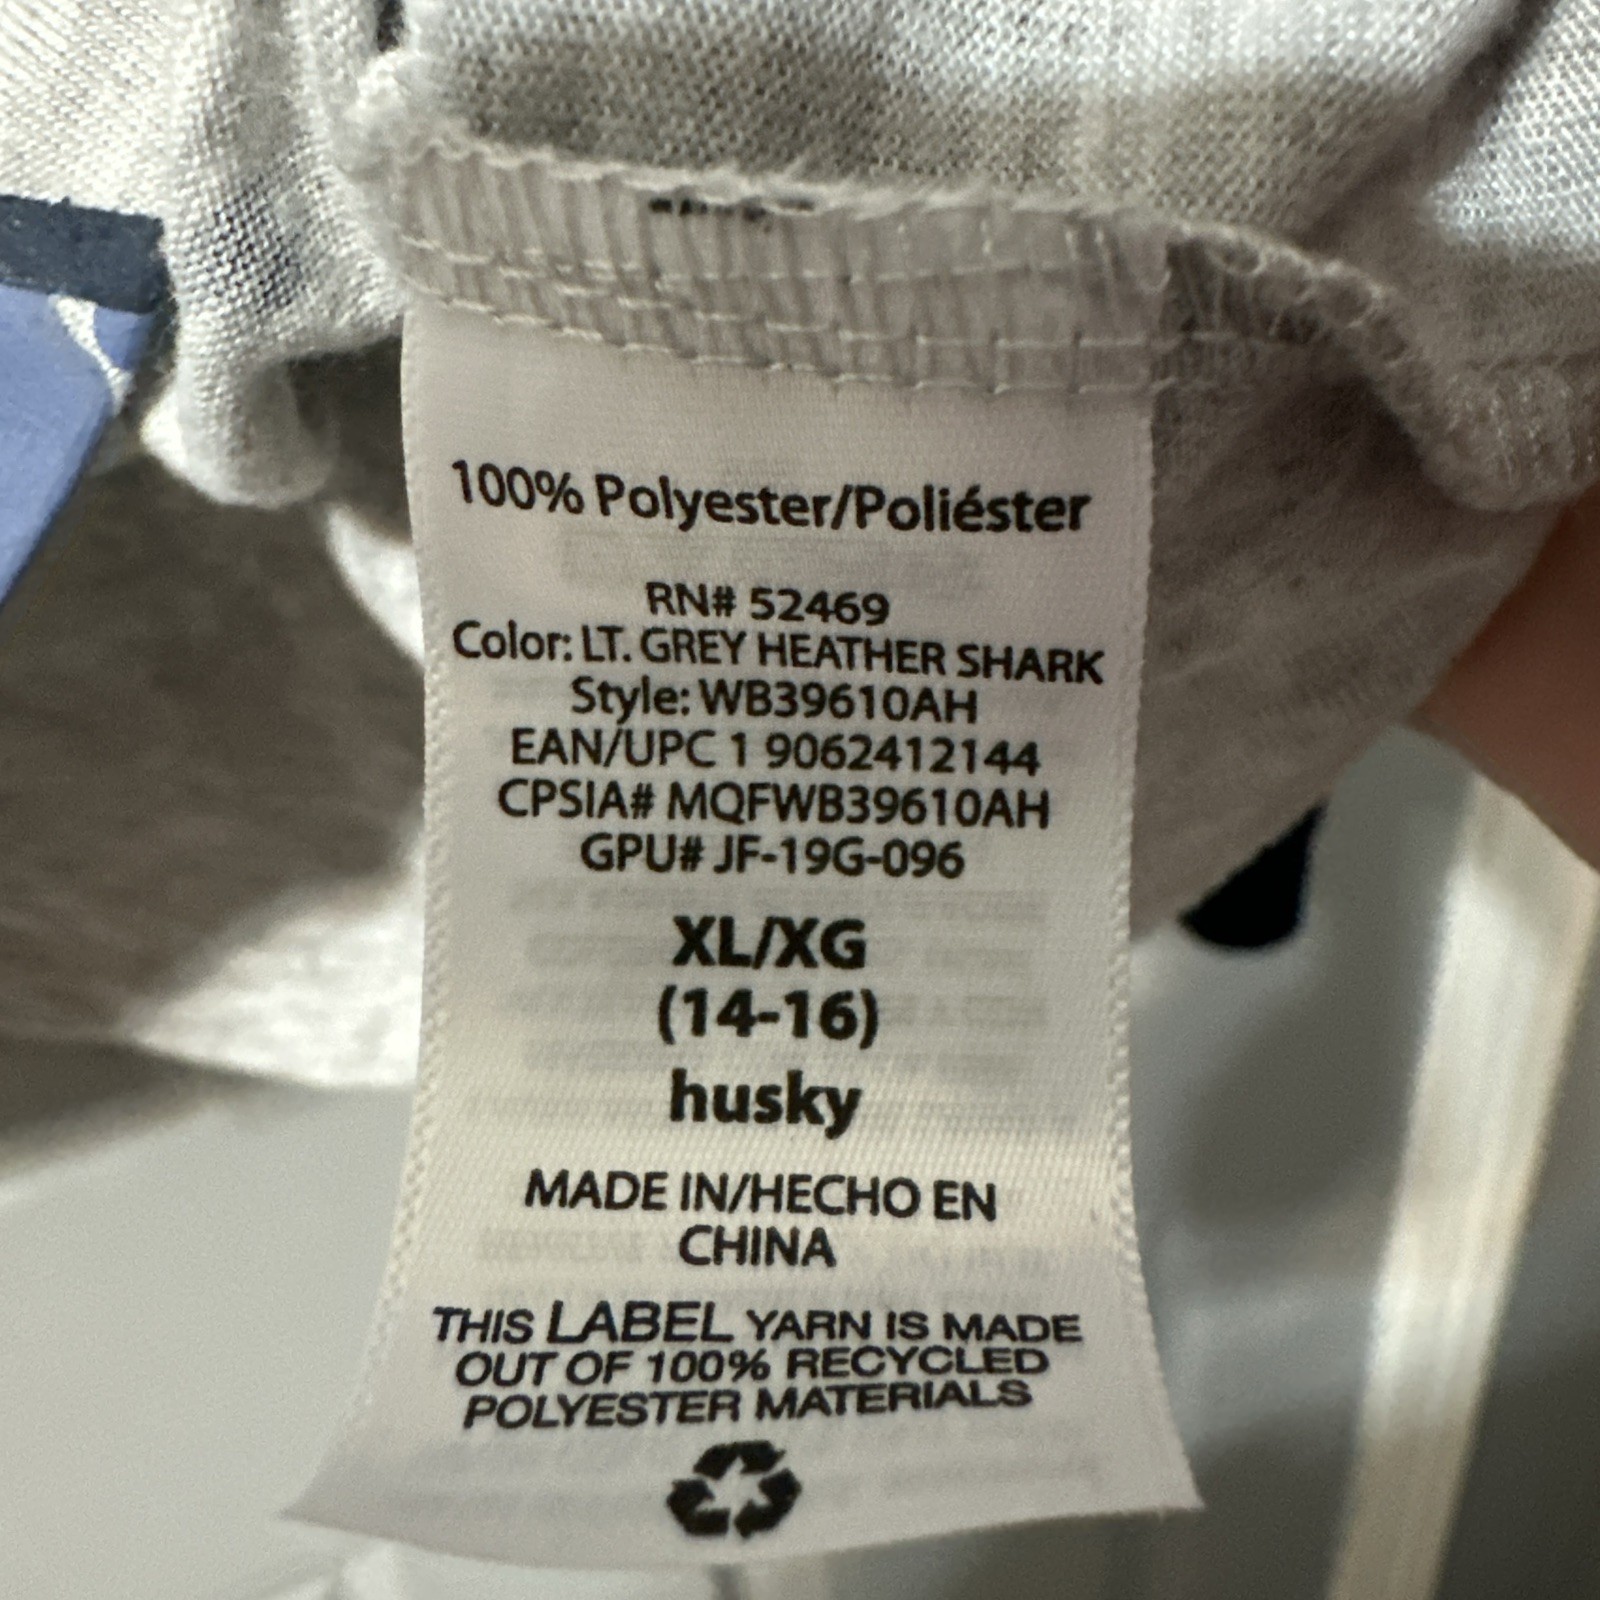 100% Polyester/Poliéster
RN# 52469
Color: LT. GREY HEATHER SHARK
Style: WB39610AH
EAN/UPC 1 9062412144
CPSIA# MQFWB39610AH
GPU# JF-19G-096
XL/XG
(14-16)
husky
MADE IN/HECHO EN
CHINA
THIS LABEL YARN IS MADE
OUT OF 100% RECYCLED
POLYESTER MATERIALS